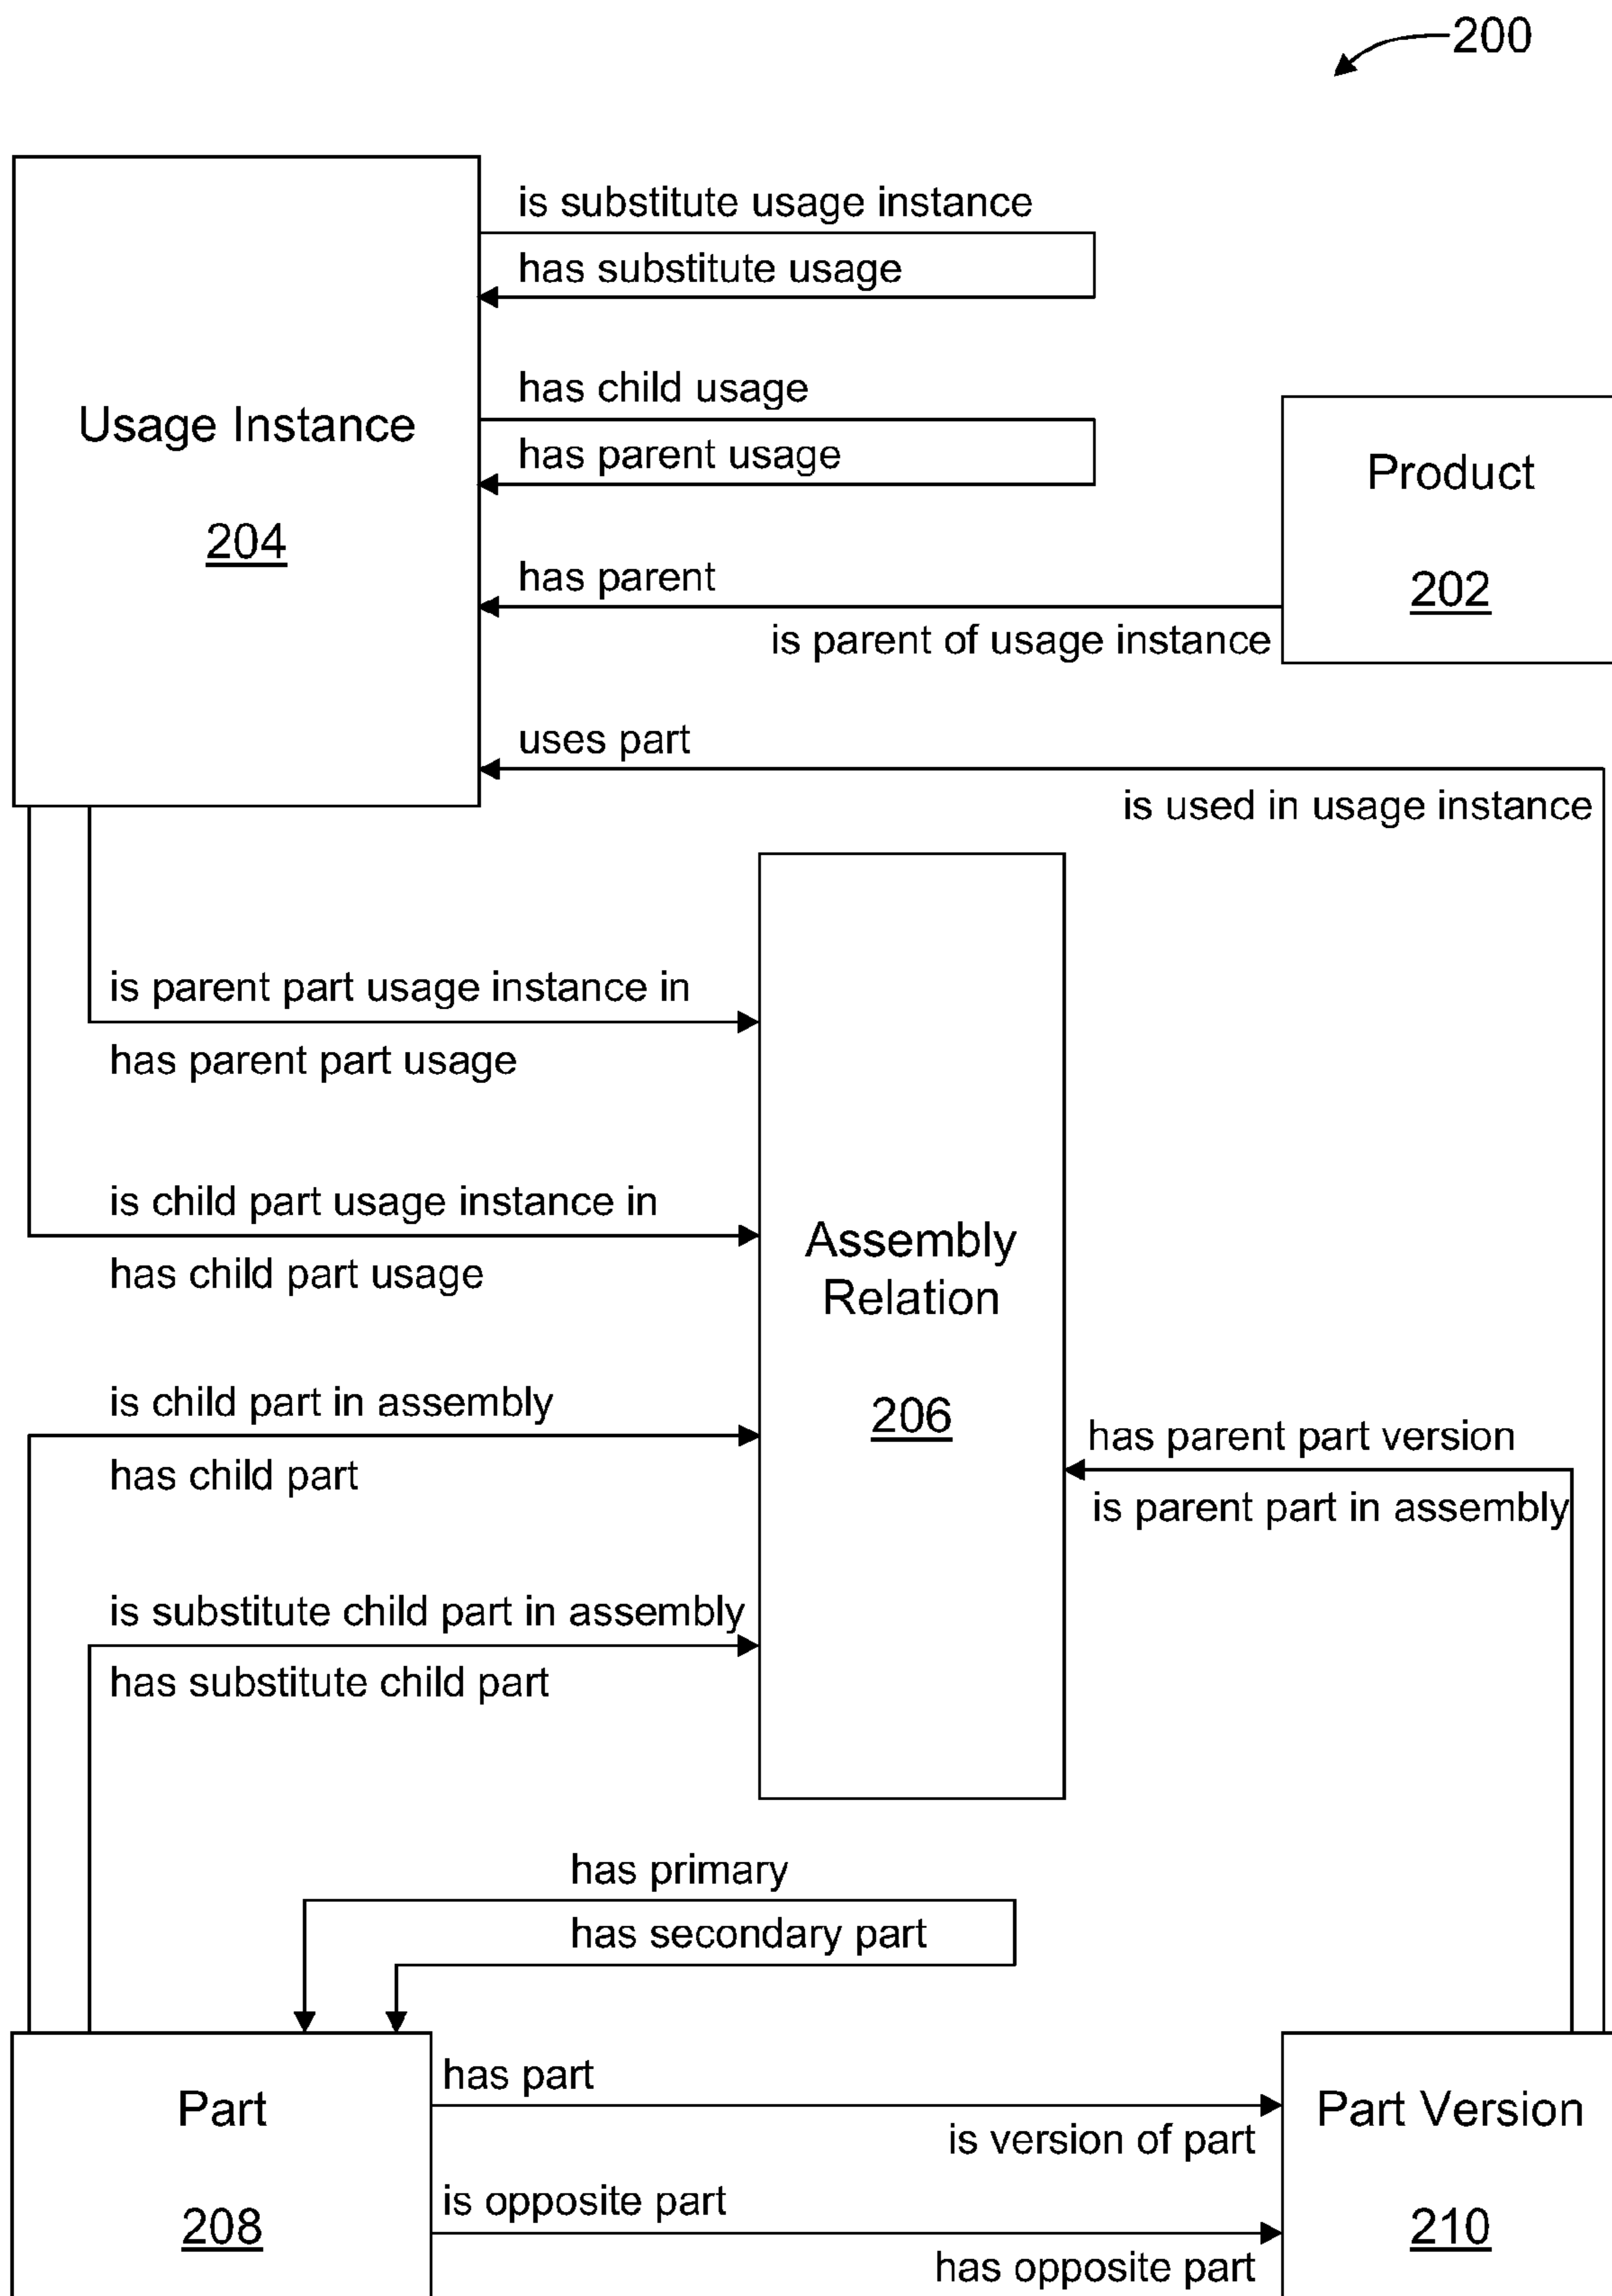 200
is substitute usage instance
has substitute usage
has child usage
Usage Instance
has parent usage
Product
204
has parent
202
is parent of usage instance
uses part
is used in usage instance
is parent part usage instance in
has parent part usage
is child part usage instance in
has child part usage
Assembly
Relation
is child part in assembly
206
has parent part version
has child part
is parent part in assembly
is substitute child part in assembly
has substitute child part
has primary
has secondary part
has part
Part
Part Version
is version of part
is opposite part
208
210
has opposite part